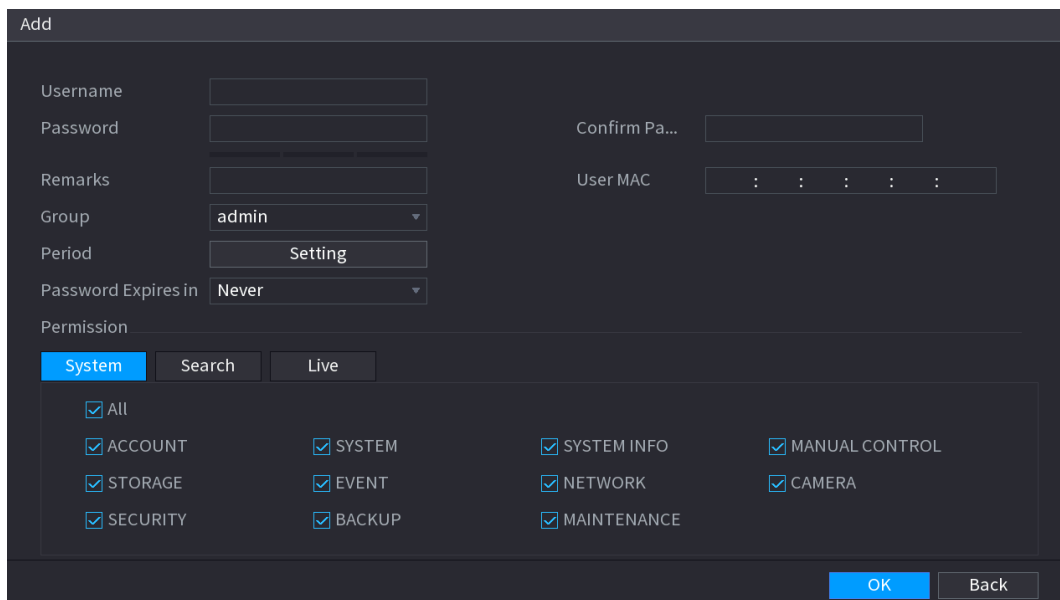 Add
Username
Password Confirm Pa...
Remarks User MAC : : : : :
Group admin
Period Setting
Password Expires in Never
Permission
System Search Live
All
ACCOUNT SYSTEM SYSTEM INFO MANUAL CONTROL
STORAGE EVENT NETWORK CAMERA
SECURITY BACKUP MAINTENANCE
OK Back